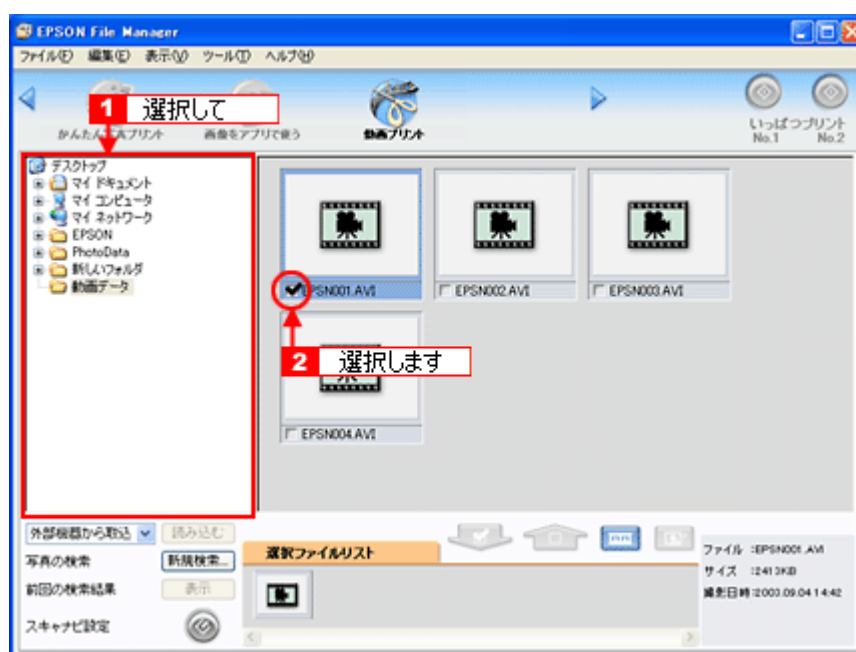 EPSON File Manager
ファイル(F) 編集(E) 表示(V) ツール(T) ヘルプ(H)
1 選択して
画像をアプリで使う
動画プリント
いっぱつプリント
No.1 No.2
デスクトップ
マイ ドキュメント
マイ コンピュータ
マイ ネットワーク
EPSON
PhotoData
新しいフォルダ
動画データ
EPSN001.AVI
EPSN002.AVI
EPSN003.AVI
2 選択します
EPSN004.AVI
外部機器から取込 読み込む
写真の検索 新規検索...
前回の検索結果 表示
スキャナビ設定
選択ファイルリスト
ファイル :EPSN001.AVI
サイズ :2413KB
撮影日時:2003.09.04 14:42